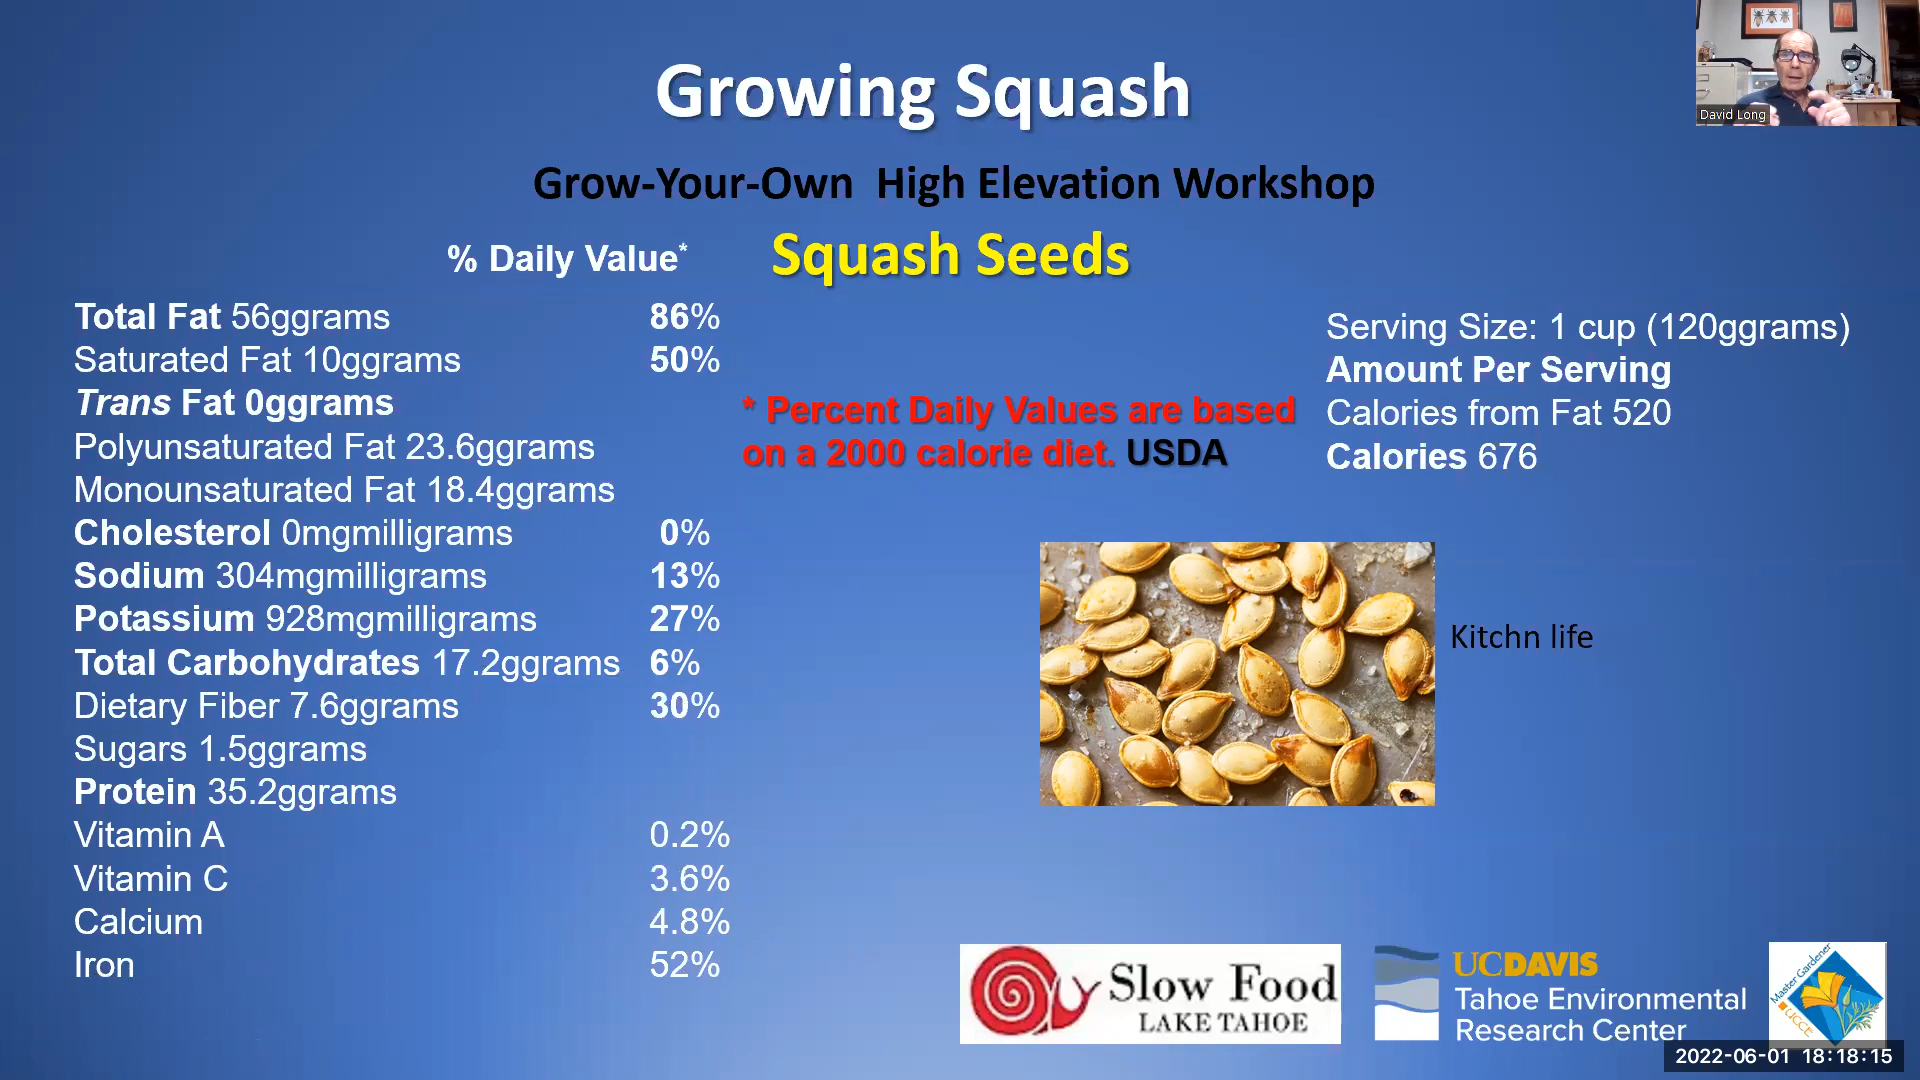 Growing Squash
David Long
Grow-Your-Own  High Elevation Workshop
% Daily Value*
Squash Seeds
Total Fat 56ggrams 86%
Saturated Fat 10ggrams 50%
Trans Fat 0ggrams
Polyunsaturated Fat 23.6ggrams
Monounsaturated Fat 18.4ggrams
Cholesterol 0mgmilligrams 0%
Sodium 304mgmilligrams 13%
Potassium 928mgmilligrams 27%
Total Carbohydrates 17.2ggrams 6%
Dietary Fiber 7.6ggrams 30%
Sugars 1.5ggrams
Protein 35.2ggrams
Vitamin A 0.2%
Vitamin C 3.6%
Calcium 4.8%
Iron 52%
* Percent Daily Values are based
on a 2000 calorie diet. USDA
Serving Size: 1 cup (120ggrams)
Amount Per Serving
Calories from Fat 520
Calories 676
Kitchn life
Slow Food
LAKE TAHOE
UCDAVIS
Tahoe Environmental
Research Center
Master Gardener
UCCE
2022-06-01 18:18:15